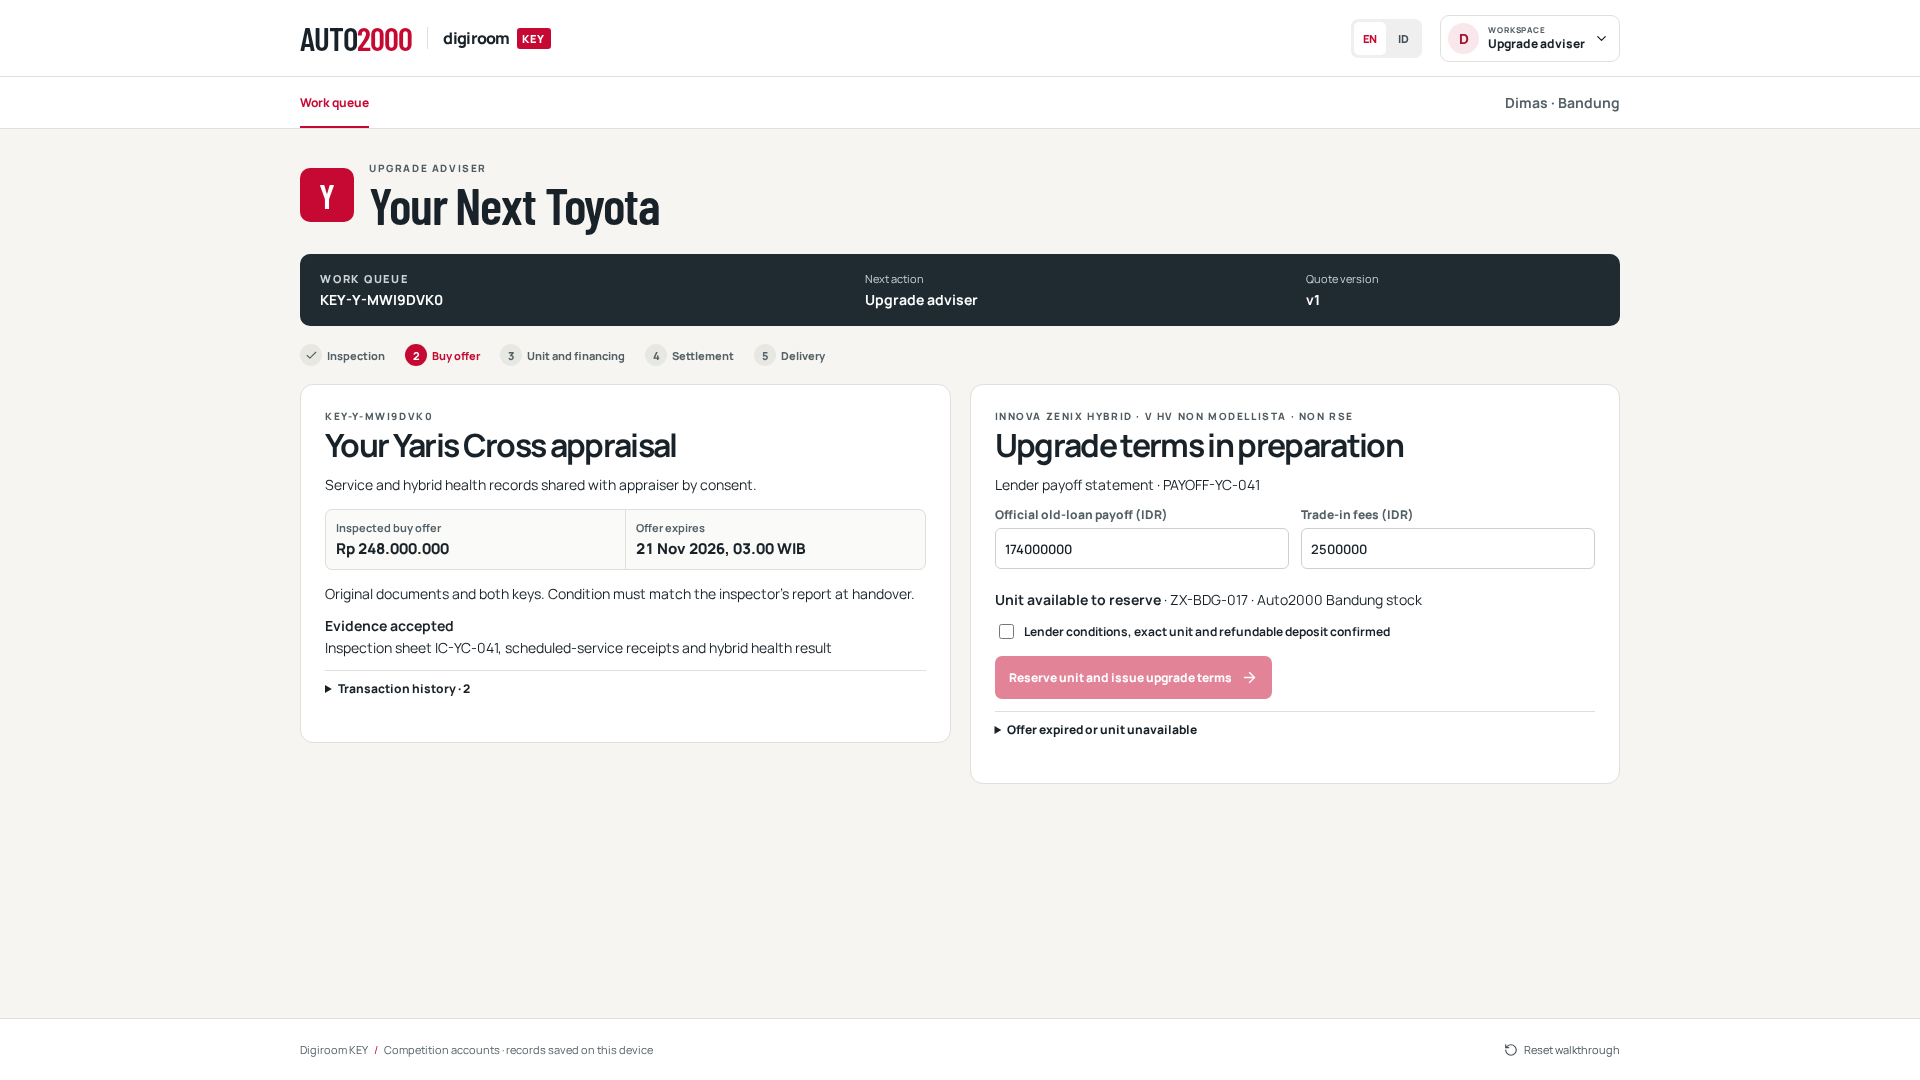 AUTO2000
digiroom KEY
EN ID
D
WORKSPACE
Upgrade adviser
Work queue
Dimas · Bandung
Y
UPGRADE ADVISER
Your Next Toyota
WORK QUEUE
KEY-Y-MWI9DVK0
Next action
Upgrade adviser
Quote version
v1
Inspection
2 Buy offer
3 Unit and financing
4 Settlement
5 Delivery
KEY-Y-MWI9DVK0
Your Yaris Cross appraisal
Service and hybrid health records shared with appraiser by consent.
Inspected buy offer
Rp 248.000.000
Offer expires
21 Nov 2026, 03.00 WIB
Original documents and both keys. Condition must match the inspector's report at handover.
Evidence accepted
Inspection sheet IC-YC-041, scheduled-service receipts and hybrid health result
Transaction history · 2
INNOVA ZENIX HYBRID · V HV NON MODELLISTA · NON RSE
Upgrade terms in preparation
Lender payoff statement · PAYOFF-YC-041
Official old-loan payoff (IDR)
174000000
Trade-in fees (IDR)
2500000
Unit available to reserve · ZX-BDG-017 · Auto2000 Bandung stock
Lender conditions, exact unit and refundable deposit confirmed
Reserve unit and issue upgrade terms
Offer expired or unit unavailable
Digiroom KEY / Competition accounts · records saved on this device
Reset walkthrough